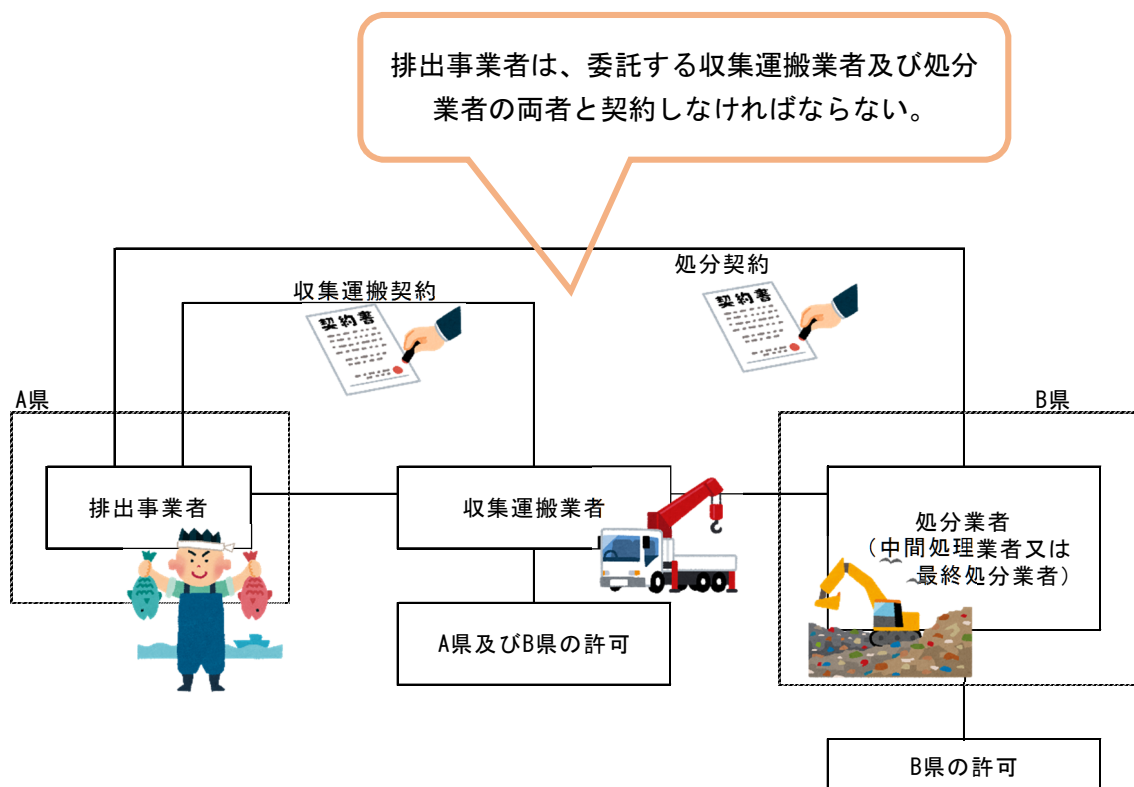 排出事業者は、委託する収集運搬業者及び処分
業者の両者と契約しなければならない。
処分契約
収集運搬契約
契約書
契約書
A県
B県
排出事業者
収集運搬業者
処分業者
（中間処理業者又は
最終処分業者）
A県及びB県の許可
B県の許可